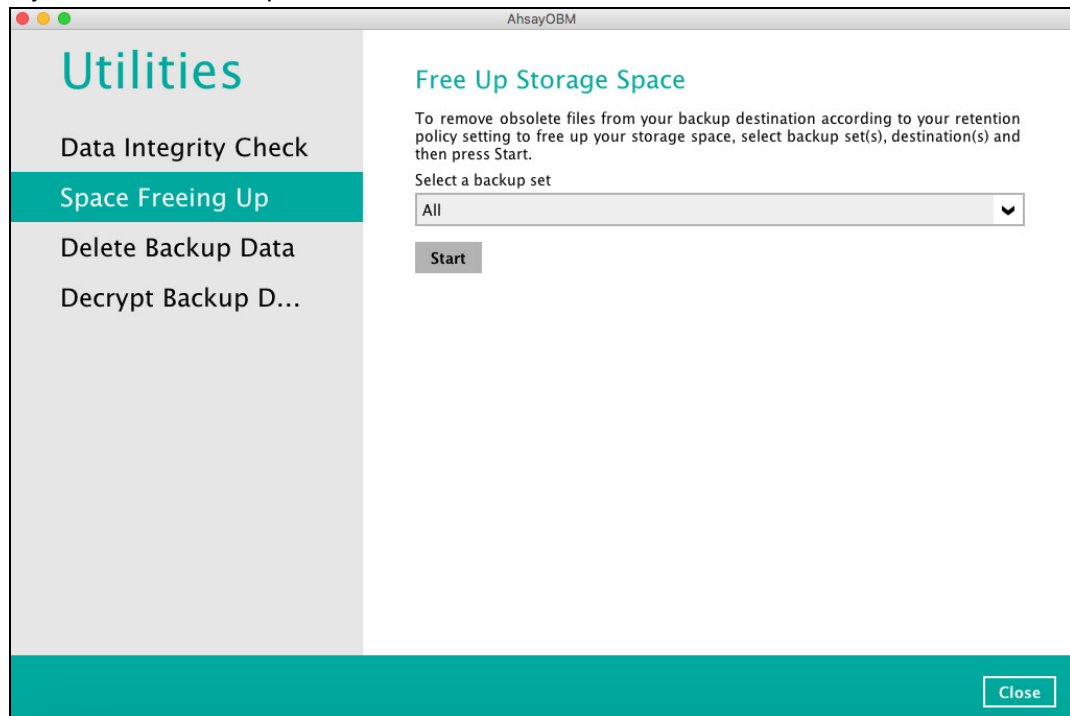 AhsayOBM
Utilities
Data Integrity Check
Space Freeing Up
Delete Backup Data
Decrypt Backup D...
Free Up Storage Space
To remove obsolete files from your backup destination according to your retention
policy setting to free up your storage space, select backup set(s), destination(s) and
then press Start.
Select a backup set
All
Start
Close